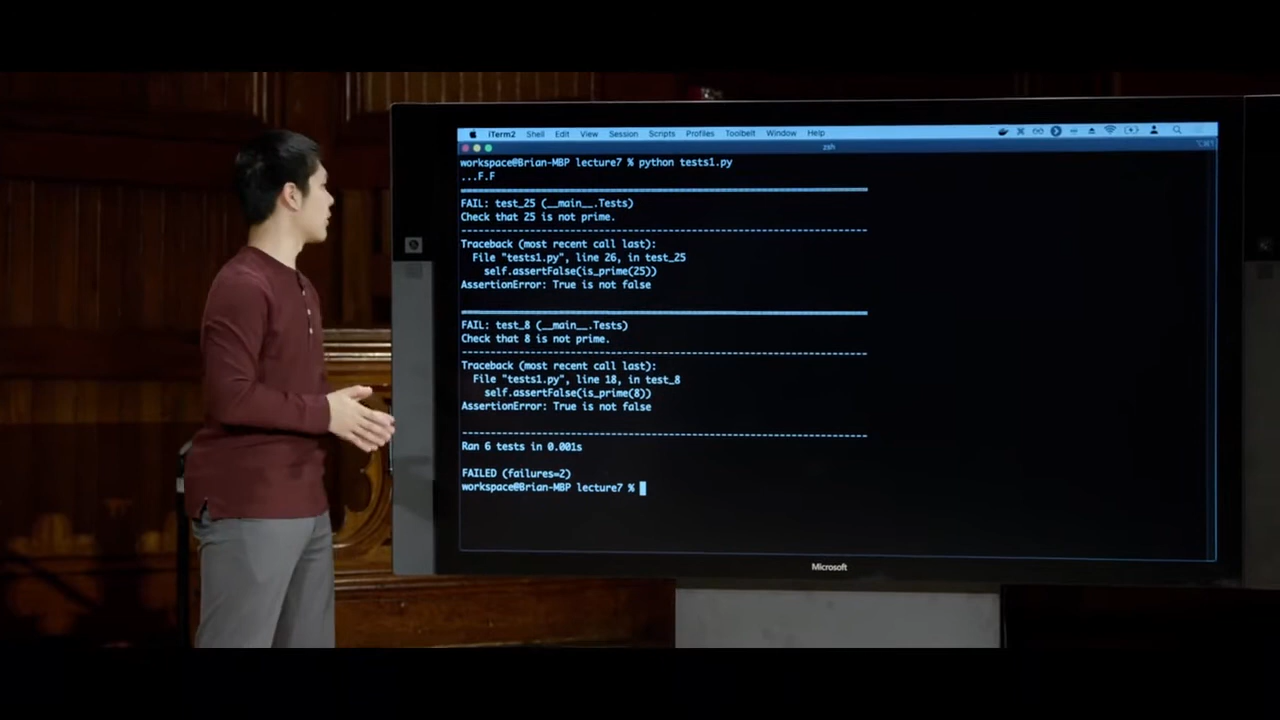 iTerm2 Shell Edit View Session Scripts Profiles Toolbelt Window Help
zsh
workspace@Brian-MBP lecture7 % python tests1.py
...F.F
======================================================================
FAIL: test_25 (__main__.Tests)
Check that 25 is not prime.
----------------------------------------------------------------------
Traceback (most recent call last):
File "tests1.py", line 26, in test_25
self.assertFalse(is_prime(25))
AssertionError: True is not false
======================================================================
FAIL: test_8 (__main__.Tests)
Check that 8 is not prime.
----------------------------------------------------------------------
Traceback (most recent call last):
File "tests1.py", line 18, in test_8
self.assertFalse(is_prime(8))
AssertionError: True is not false
----------------------------------------------------------------------
Ran 6 tests in 0.001s
FAILED (failures=2)
workspace@Brian-MBP lecture7 %
Microsoft